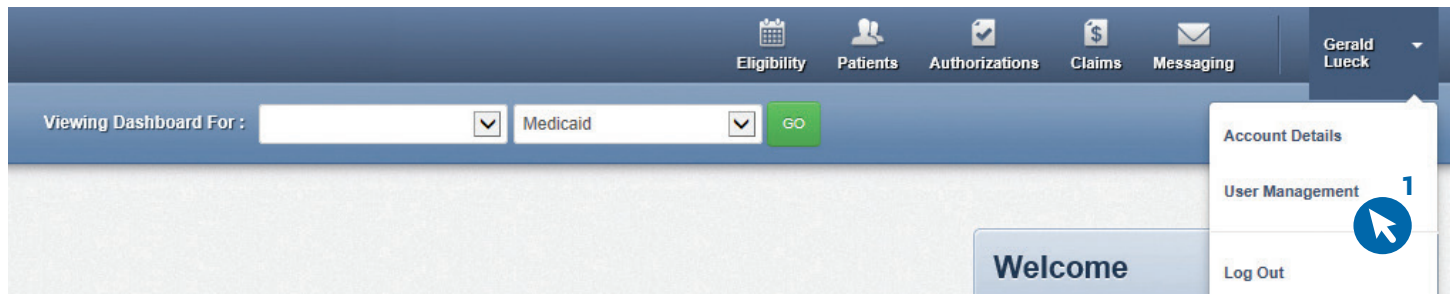 Eligibility Patients Authorizations Claims Messaging
Gerald
Lueck
Viewing Dashboard For :
Medicaid
GO
Account Details
User Management
1
Welcome
Log Out